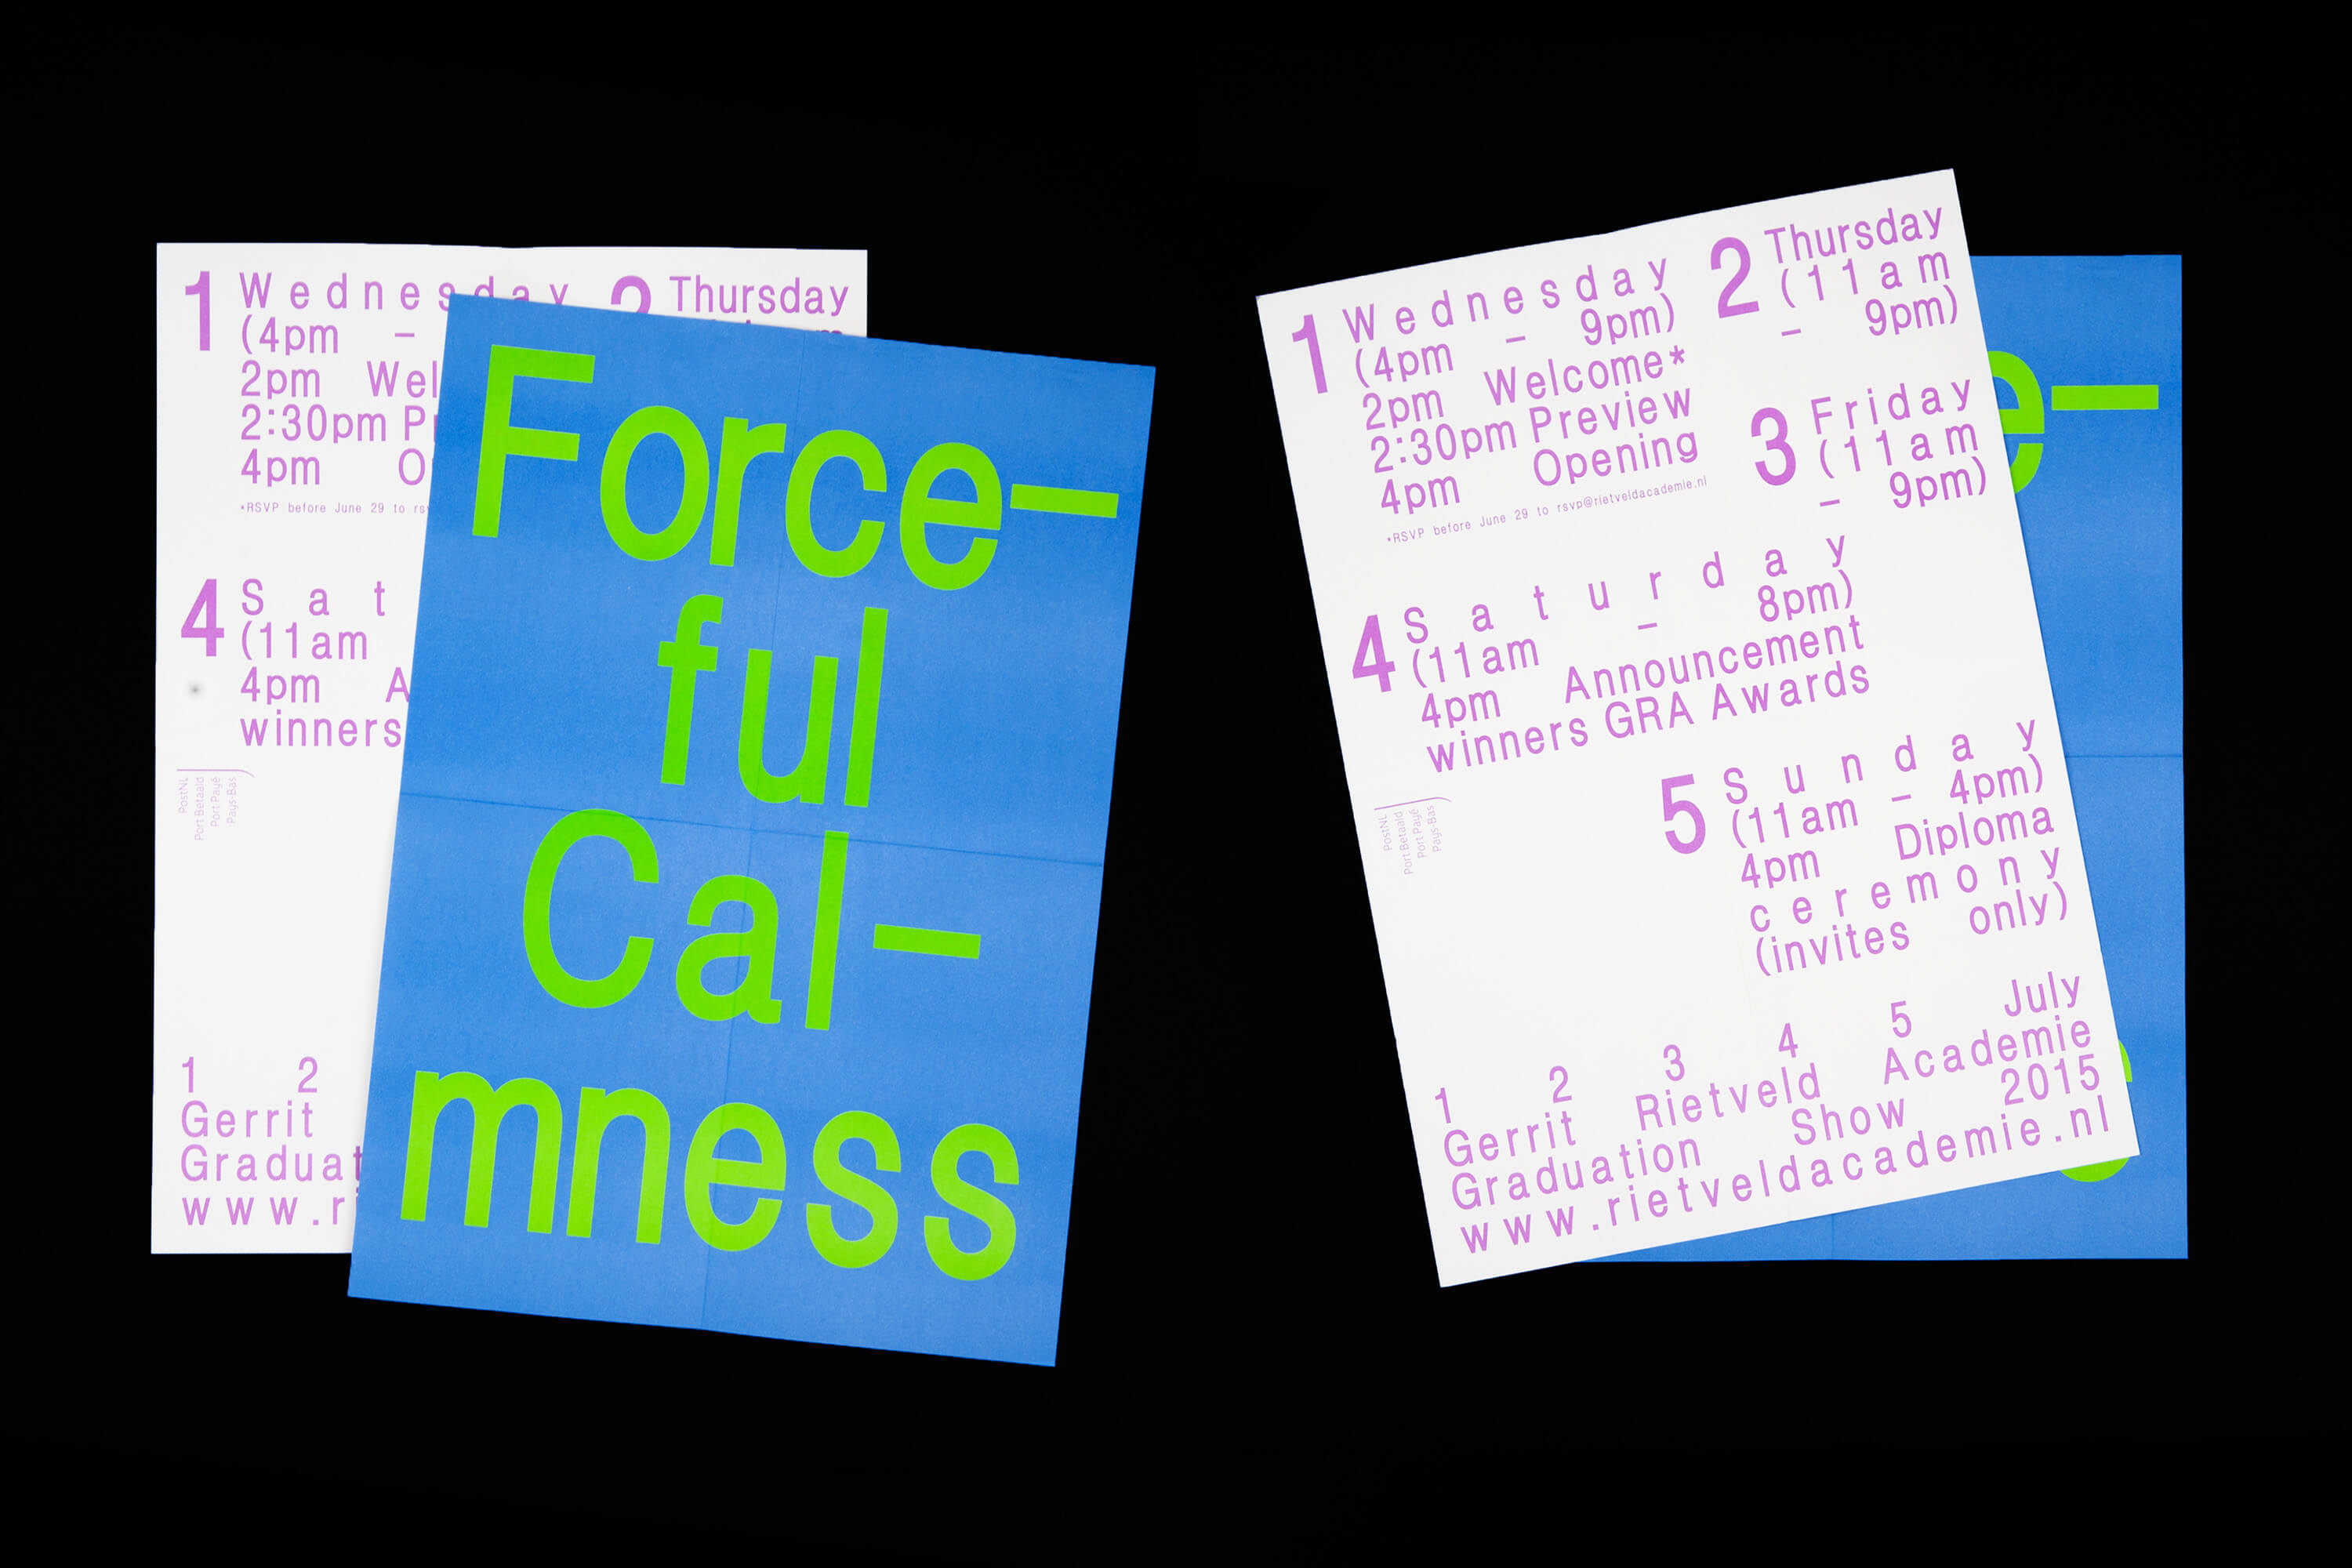 1 Wednesday 2 Thursday
(4pm –
2pm Wel
2:30pm P
4pm O
*RSVP before June 29 to rs
4 S a t
(11am
4pm A
winners
PostNL
Port Betaald
Port Payé
Pays-Bas
1 2
Gerrit
Graduat
www.ri
Force–
ful
Cal–
mness
1 Wednesday
(4pm – 9pm)
2pm Welcome*
2:30pm Preview
4pm Opening
*RSVP before June 29 to rsvp@rietveldacademie.nl
2 Thursday
(11am
– 9pm)
3 Friday
(11am
– 9pm)
4 Saturday
(11am – 8pm)
4pm Announcement
winners GRA Awards
PostNL
Port Betaald
Port Payé
Pays-Bas
5 Sunday
(11am – 4pm)
4pm Diploma
ceremony
(invites only)
1 2 3 4 5 July
Gerrit Rietveld Academie
Graduation Show 2015
www.rietveldacademie.nl
e–